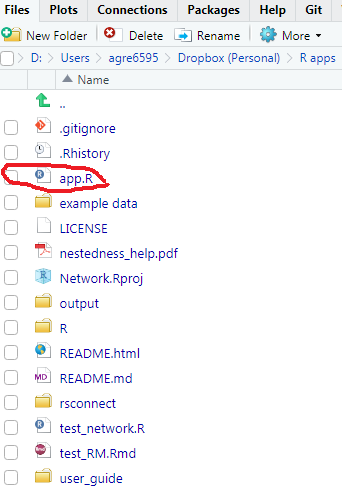 Files Plots Connections Packages Help Git
New Folder Delete Rename More
D: Users agre6595 Dropbox (Personal) R apps
Name
..
.gitignore
.Rhistory
app.R
example data
LICENSE
nestedness_help.pdf
Network.Rproj
output
R
README.html
MD README.md
rsconnect
test_network.R
test_RM.Rmd
user_guide